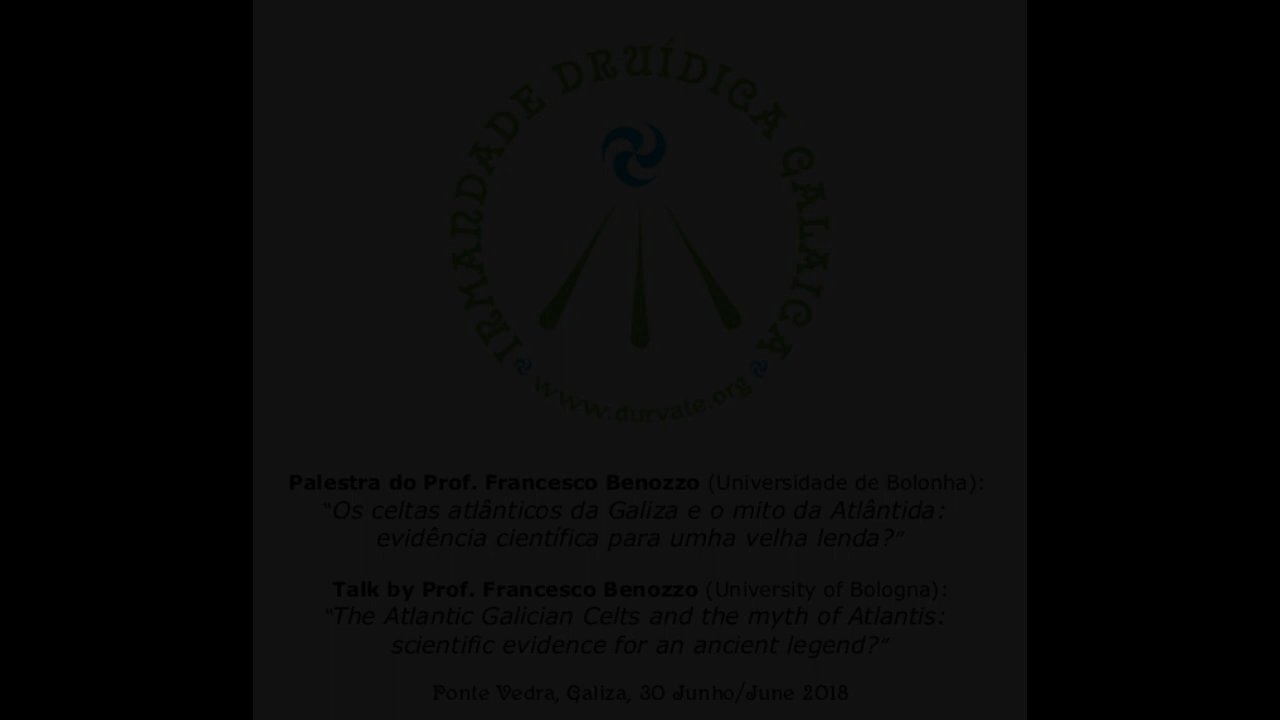 IRMANDADE DRUÍDICA GALAICA
www.durvate.org
Palestra do Prof. Francesco Benozzo (Universidade de Bolonha):
"Os celtas atlânticos da Galiza e o mito da Atlântida:
evidência científica para umha velha lenda?"
Talk by Prof. Francesco Benozzo (University of Bologna):
"The Atlantic Galician Celts and the myth of Atlantis:
scientific evidence for an ancient legend?"
Ponte Vedra, Galiza, 30 Junho/June 2018